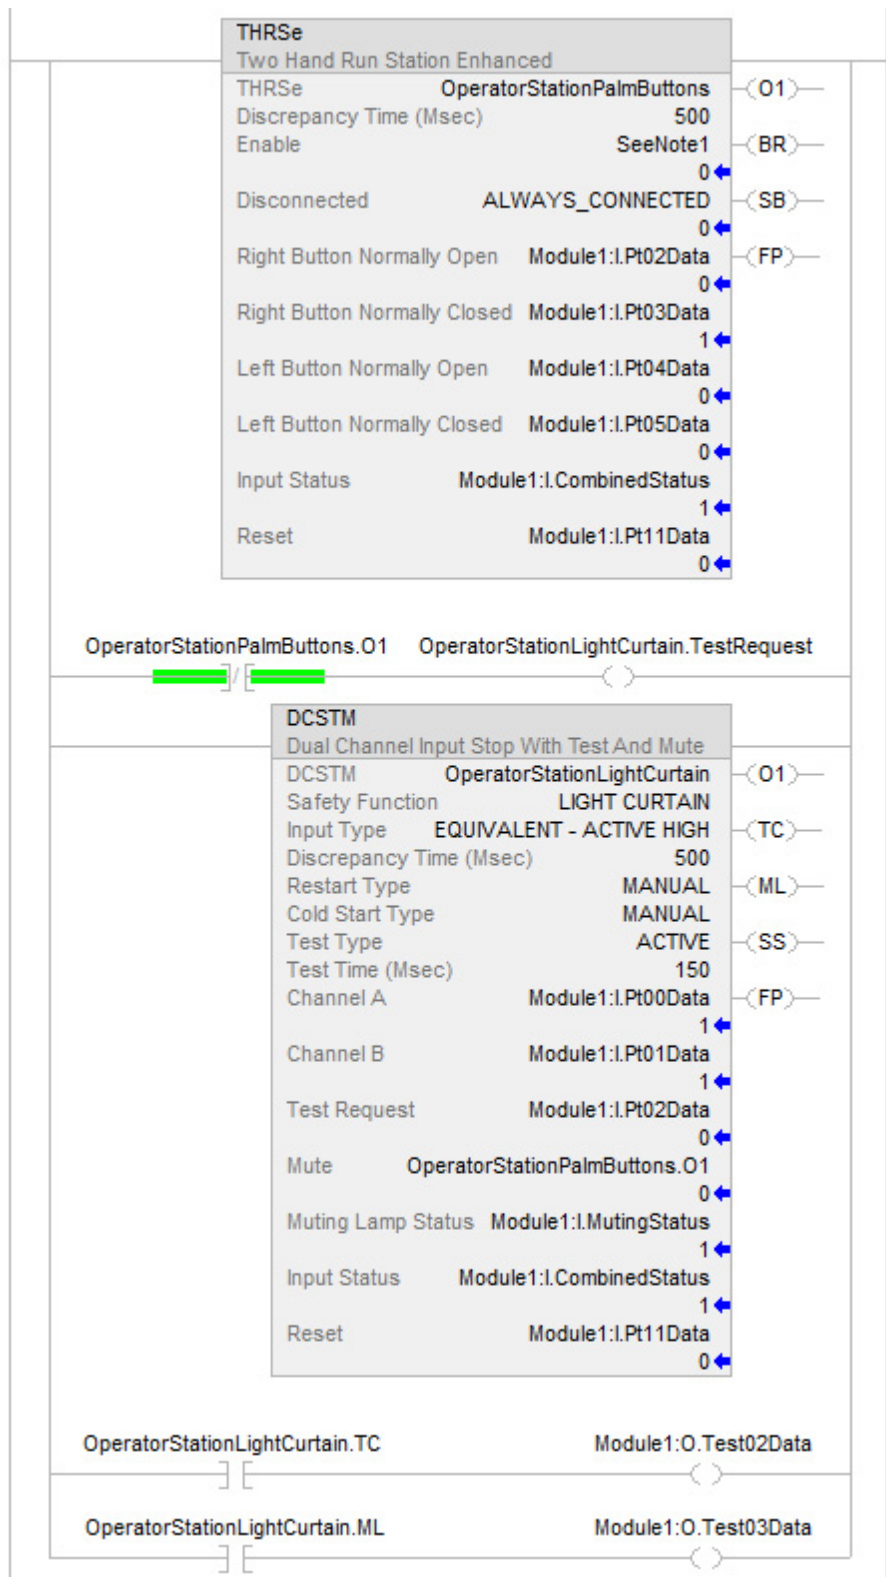 THRSe
Two Hand Run Station Enhanced
THRSe OperatorStationPalmButtons (O1)
Discrepancy Time (Msec) 500
Enable SeeNote1 (BR)
0
Disconnected ALWAYS_CONNECTED (SB)
0
Right Button Normally Open Module1:I.Pt02Data (FP)
0
Right Button Normally Closed Module1:I.Pt03Data
1
Left Button Normally Open Module1:I.Pt04Data
0
Left Button Normally Closed Module1:I.Pt05Data
0
Input Status Module1:I.CombinedStatus
1
Reset Module1:I.Pt11Data
0
OperatorStationPalmButtons.O1 OperatorStationLightCurtain.TestRequest
DCSTM
Dual Channel Input Stop With Test And Mute
DCSTM OperatorStationLightCurtain (O1)
Safety Function LIGHT CURTAIN
Input Type EQUIVALENT - ACTIVE HIGH (TC)
Discrepancy Time (Msec) 500
Restart Type MANUAL (ML)
Cold Start Type MANUAL
Test Type ACTIVE (SS)
Test Time (Msec) 150
Channel A Module1:I.Pt00Data (FP)
1
Channel B Module1:I.Pt01Data
1
Test Request Module1:I.Pt02Data
0
Mute OperatorStationPalmButtons.O1
0
Muting Lamp Status Module1:I.MutingStatus
1
Input Status Module1:I.CombinedStatus
1
Reset Module1:I.Pt11Data
0
OperatorStationLightCurtain.TC Module1:O.Test02Data
OperatorStationLightCurtain.ML Module1:O.Test03Data